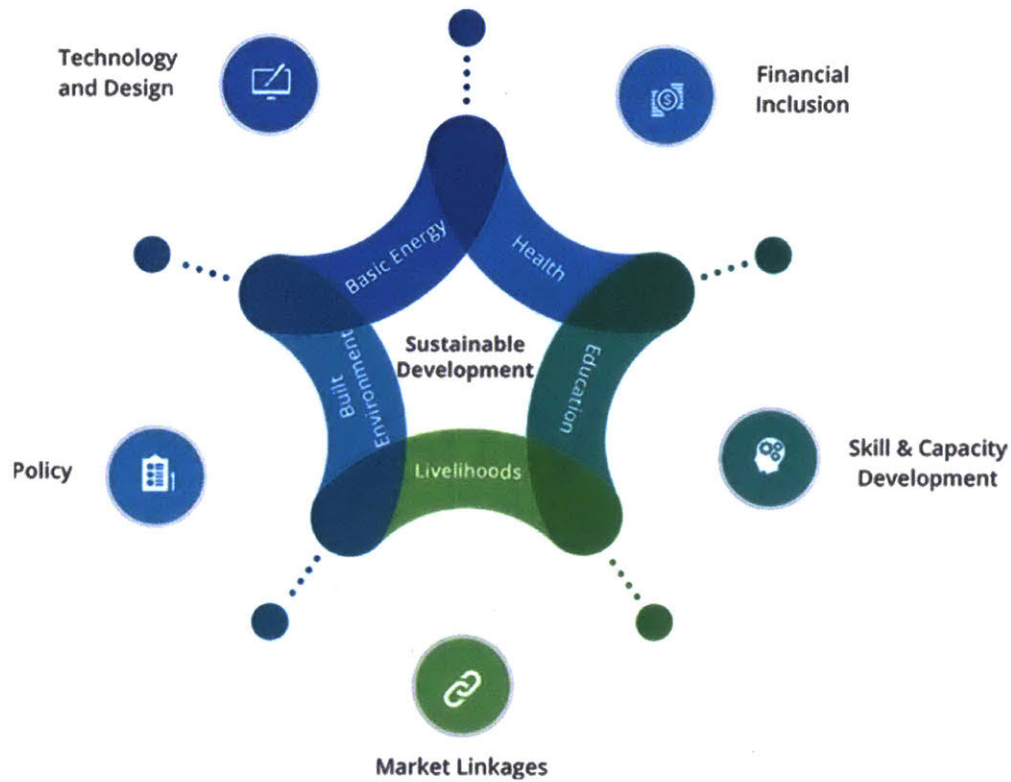 Technology
and Design
Financial
Inclusion
Basic Energy
Health
Sustainable
Development
Built
Environment
Education
Policy
Livelihoods
Skill & Capacity
Development
Market Linkages